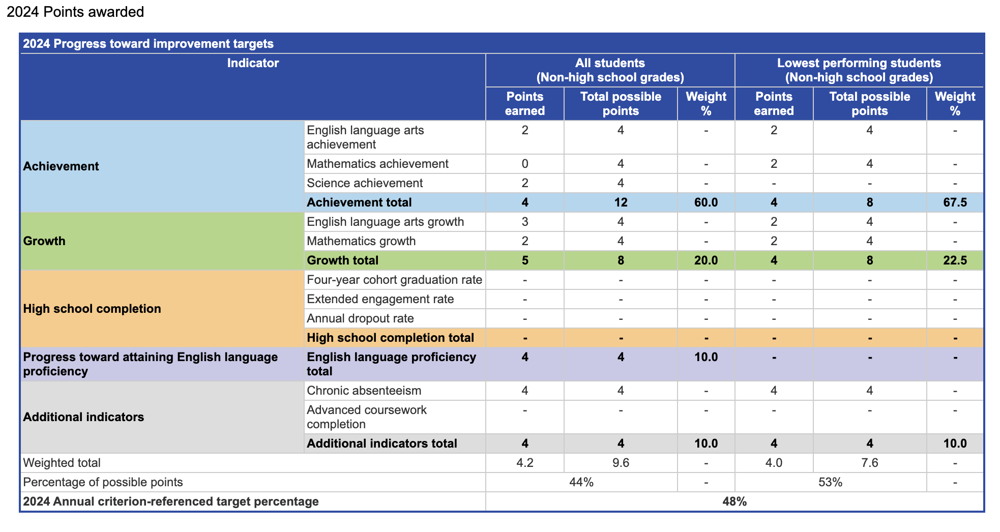 2024 Points awarded
2024 Progress toward improvement targets
Indicator
All students
(Non-high school grades)
Lowest performing students
(Non-high school grades)
Points earned
Total possible points
Weight %
Points earned
Total possible points
Weight %
Achievement
English language arts achievement 2 4 - 2 4 -
Mathematics achievement 0 4 - 2 4 -
Science achievement 2 4 - - - -
Achievement total 4 12 60.0 4 8 67.5
Growth
English language arts growth 3 4 - 2 4 -
Mathematics growth 2 4 - 2 4 -
Growth total 5 8 20.0 4 8 22.5
High school completion
Four-year cohort graduation rate - - - - - -
Extended engagement rate - - - - - -
Annual dropout rate - - - - - -
High school completion total - - - - - -
Progress toward attaining English language proficiency
English language proficiency total 4 4 10.0 - - -
Additional indicators
Chronic absenteeism 4 4 - 4 4 -
Advanced coursework completion - - - - - -
Additional indicators total 4 4 10.0 4 4 10.0
Weighted total 4.2 9.6 - 4.0 7.6 -
Percentage of possible points 44% - 53% -
2024 Annual criterion-referenced target percentage 48%